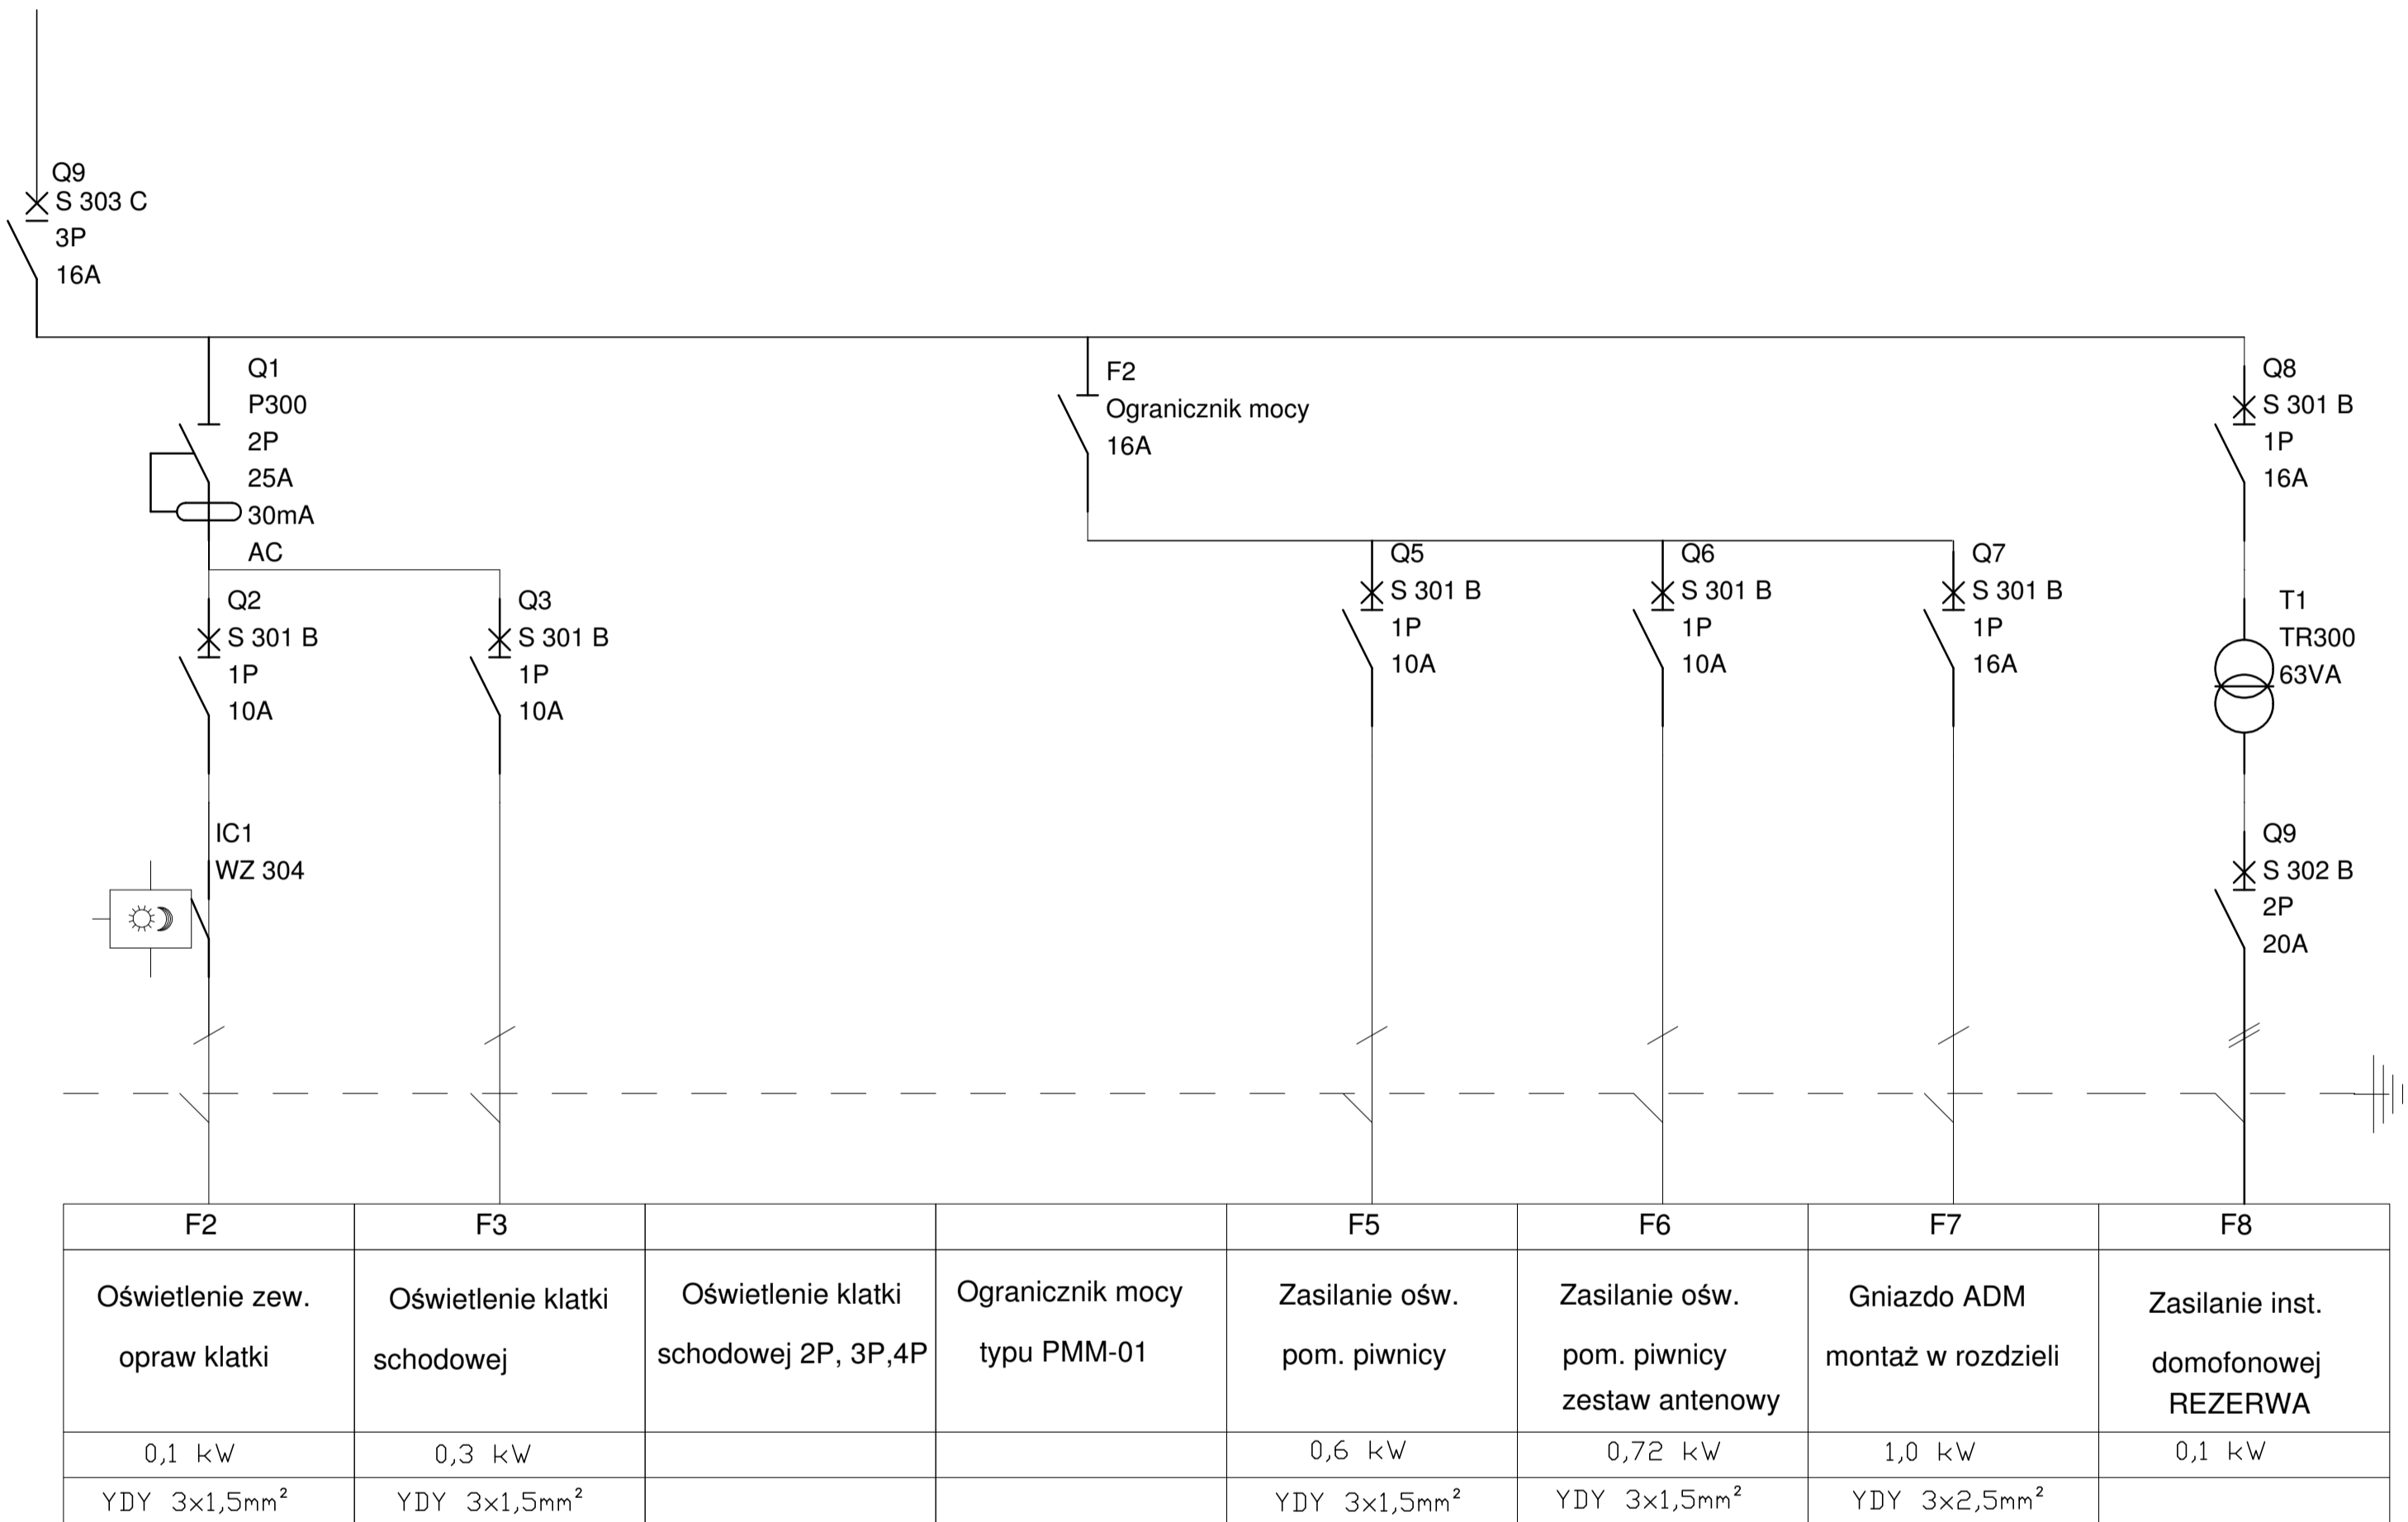 Q9
S 303 C
3P
16A
Q1
P300
2P
25A
30mA
AC
F2
Ogranicznik mocy
16A
Q8
S 301 B
1P
16A
Q2
S 301 B
1P
10A
Q3
S 301 B
1P
10A
Q5
S 301 B
1P
10A
Q6
S 301 B
1P
10A
Q7
S 301 B
1P
16A
T1
TR300
63VA
IC1
WZ 304
Q9
S 302 B
2P
20A
F2
Oświetlenie zew.
opraw klatki
0,1 kW
YDY 3x1,5mm²
F3
Oświetlenie klatki
schodowej
0,3 kW
YDY 3x1,5mm²
Oświetlenie klatki
schodowej 2P, 3P,4P
Ogranicznik mocy
typu PMM-01
F5
Zasilanie ośw.
pom. piwnicy
0,6 kW
YDY 3x1,5mm²
F6
Zasilanie ośw.
pom. piwnicy
zestaw antenowy
0,72 kW
YDY 3x1,5mm²
F7
Gniazdo ADM
montaż w rozdzieli
1,0 kW
YDY 3x2,5mm²
F8
Zasilanie inst.
domofonowej
REZERWA
0,1 kW